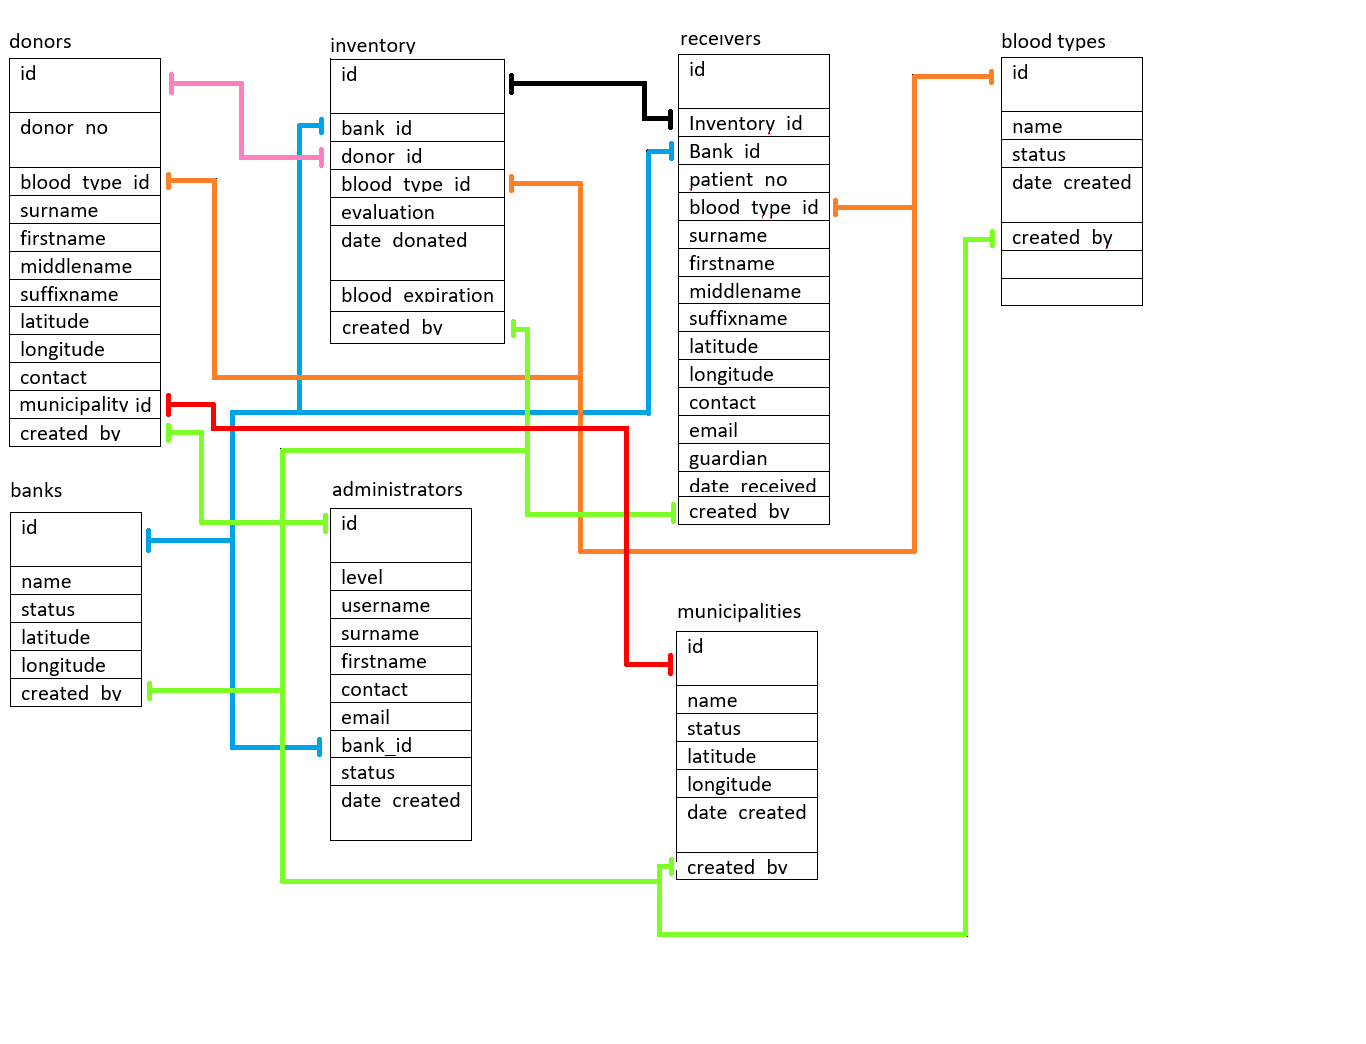 donors
id
donor no
blood type id
surname
firstname
middlename
suffixname
latitude
longitude
contact
municipality id
created by
inventory
id
bank id
donor id
blood type id
evaluation
date donated
blood expiration
created by
receivers
id
Inventory id
Bank id
patient no
blood type id
surname
firstname
middlename
suffixname
latitude
longitude
contact
email
guardian
date received
created by
blood types
id
name
status
date created
created by
banks
id
name
status
latitude
longitude
created by
administrators
id
level
username
surname
firstname
contact
email
bank_id
status
date created
municipalities
id
name
status
latitude
longitude
date created
created by